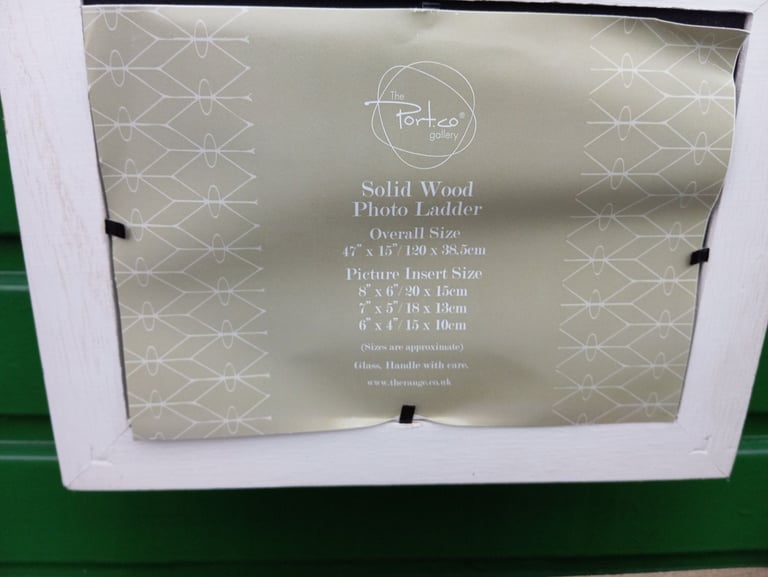 The
Portco®
gallery
Solid Wood
Photo Ladder
Overall Size
47" x 15"/120 x 38.5cm
Picture Insert Size
8" x 6"/20 x 15cm
7" x 5"/18 x 13cm
6" x 4"/15 x 10cm
(Sizes are approximate)
Glass, Handle with care.
www.therange.co.uk